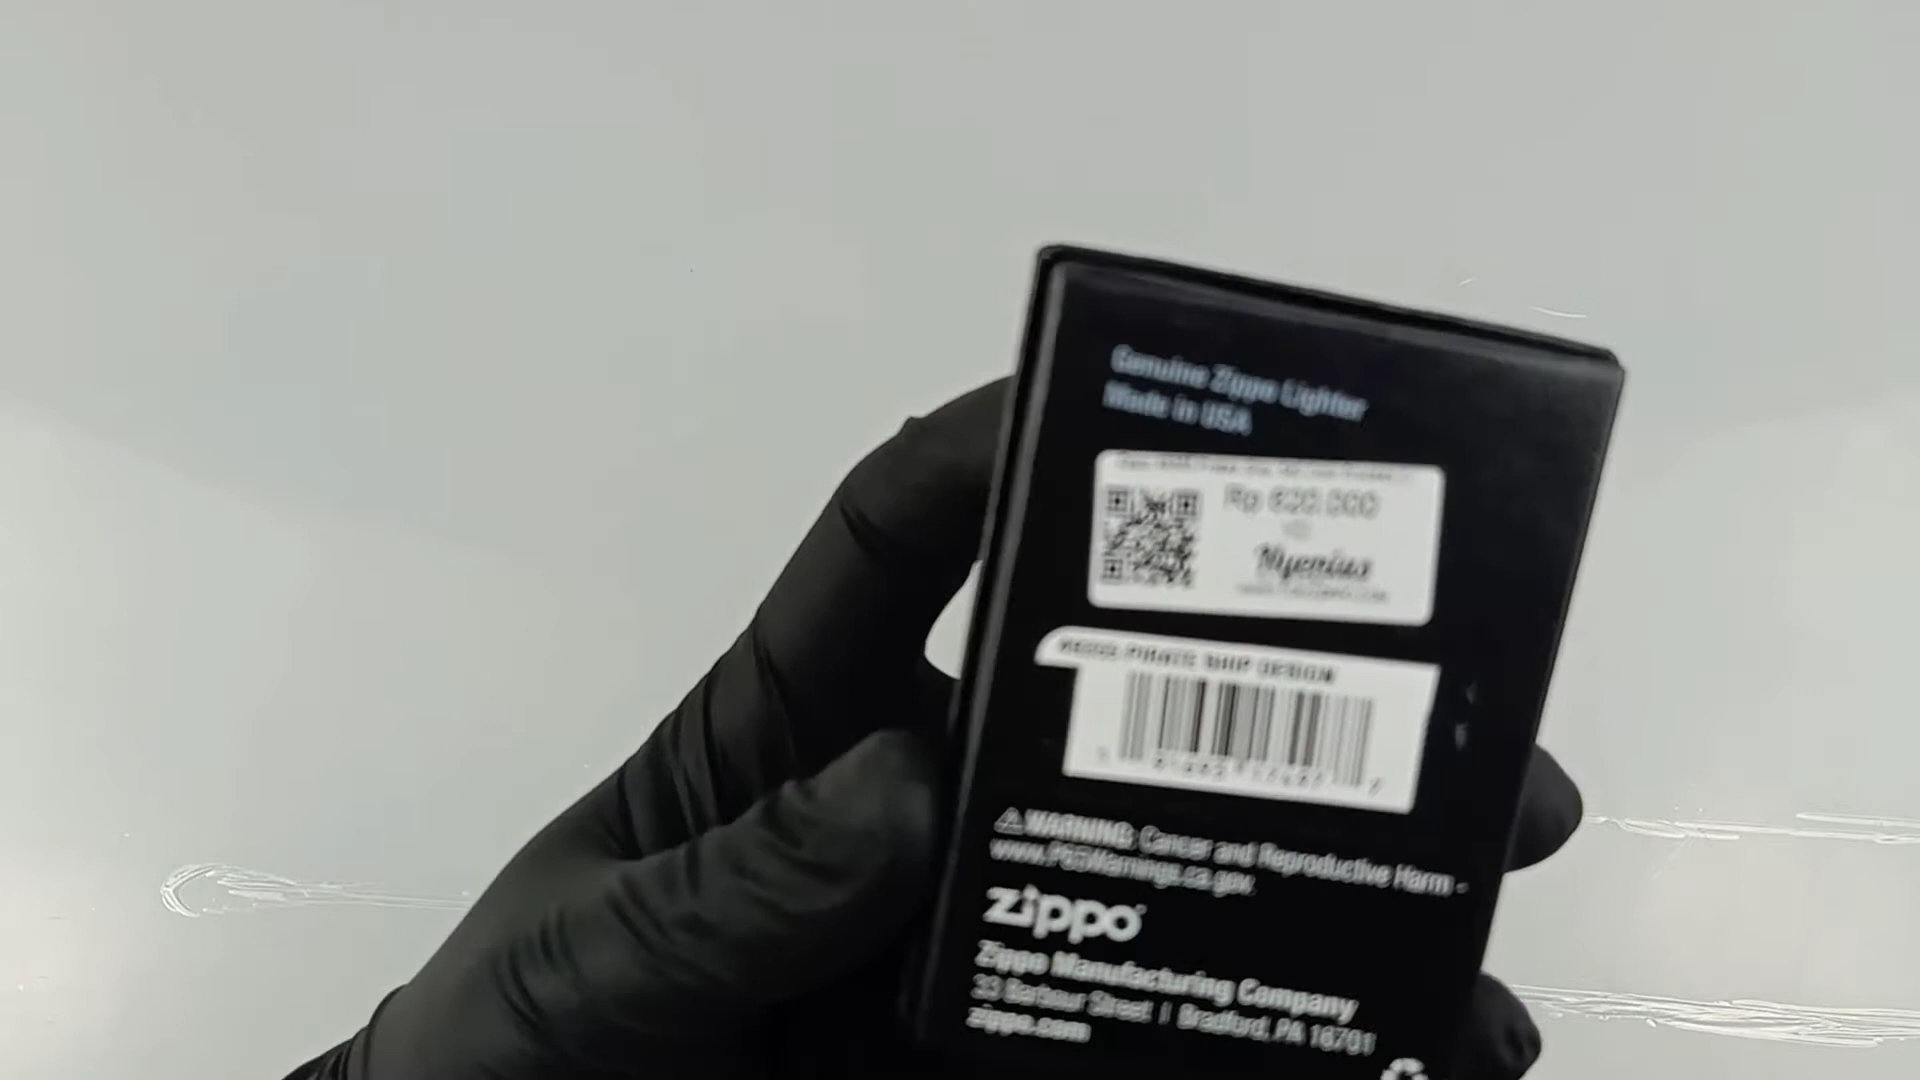 Genuine Zippo Lighter
Made in USA
Rp 620.000
PIRATE SHIP DESIGN
WARNING: Cancer and Reproductive Harm -
www.P65Warnings.ca.gov.
zippo
Zippo Manufacturing Company
33 Barbour Street | Bradford, PA 16701
zippo.com